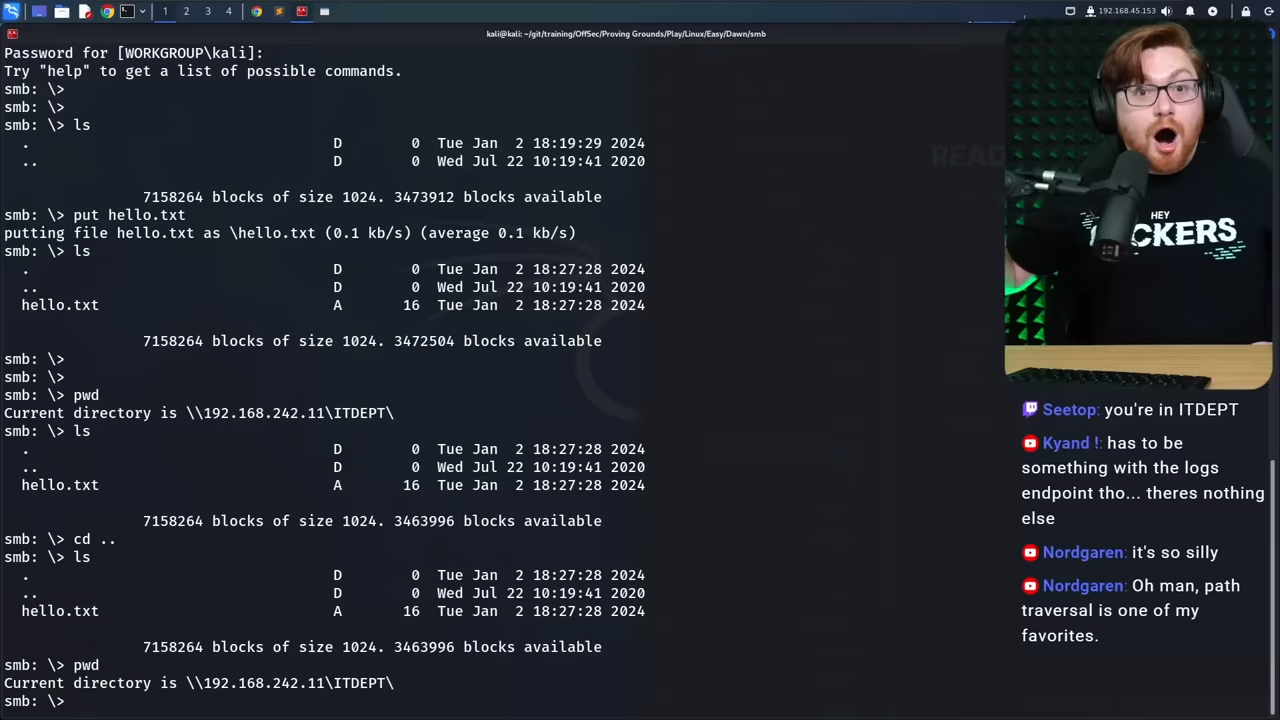 1 2 3 4
192.168.45.153
kali@kali: ~/git/training/OffSec/Proving Grounds/Play/Linux/Easy/Dawn/smb
Password for [WORKGROUP\kali]:
Try "help" to get a list of possible commands.
smb: \>
smb: \>
smb: \> ls
. D 0 Tue Jan 2 18:19:29 2024
.. D 0 Wed Jul 22 10:19:41 2020
7158264 blocks of size 1024. 3473912 blocks available
smb: \> put hello.txt
putting file hello.txt as \hello.txt (0.1 kb/s) (average 0.1 kb/s)
smb: \> ls
. D 0 Tue Jan 2 18:27:28 2024
.. D 0 Wed Jul 22 10:19:41 2020
hello.txt A 16 Tue Jan 2 18:27:28 2024
7158264 blocks of size 1024. 3472504 blocks available
smb: \>
smb: \>
smb: \> pwd
Current directory is \\192.168.242.11\ITDEPT\
smb: \> ls
. D 0 Tue Jan 2 18:27:28 2024
.. D 0 Wed Jul 22 10:19:41 2020
hello.txt A 16 Tue Jan 2 18:27:28 2024
7158264 blocks of size 1024. 3463996 blocks available
smb: \> cd ..
smb: \> ls
. D 0 Tue Jan 2 18:27:28 2024
.. D 0 Wed Jul 22 10:19:41 2020
hello.txt A 16 Tue Jan 2 18:27:28 2024
7158264 blocks of size 1024. 3463996 blocks available
smb: \> pwd
Current directory is \\192.168.242.11\ITDEPT\
smb: \>
READ
HEY
Seetop: you're in ITDEPT
Kyand !: has to be
something with the logs
endpoint tho... theres nothing
else
Nordgaren: it's so silly
Nordgaren: Oh man, path
traversal is one of my
favorites.